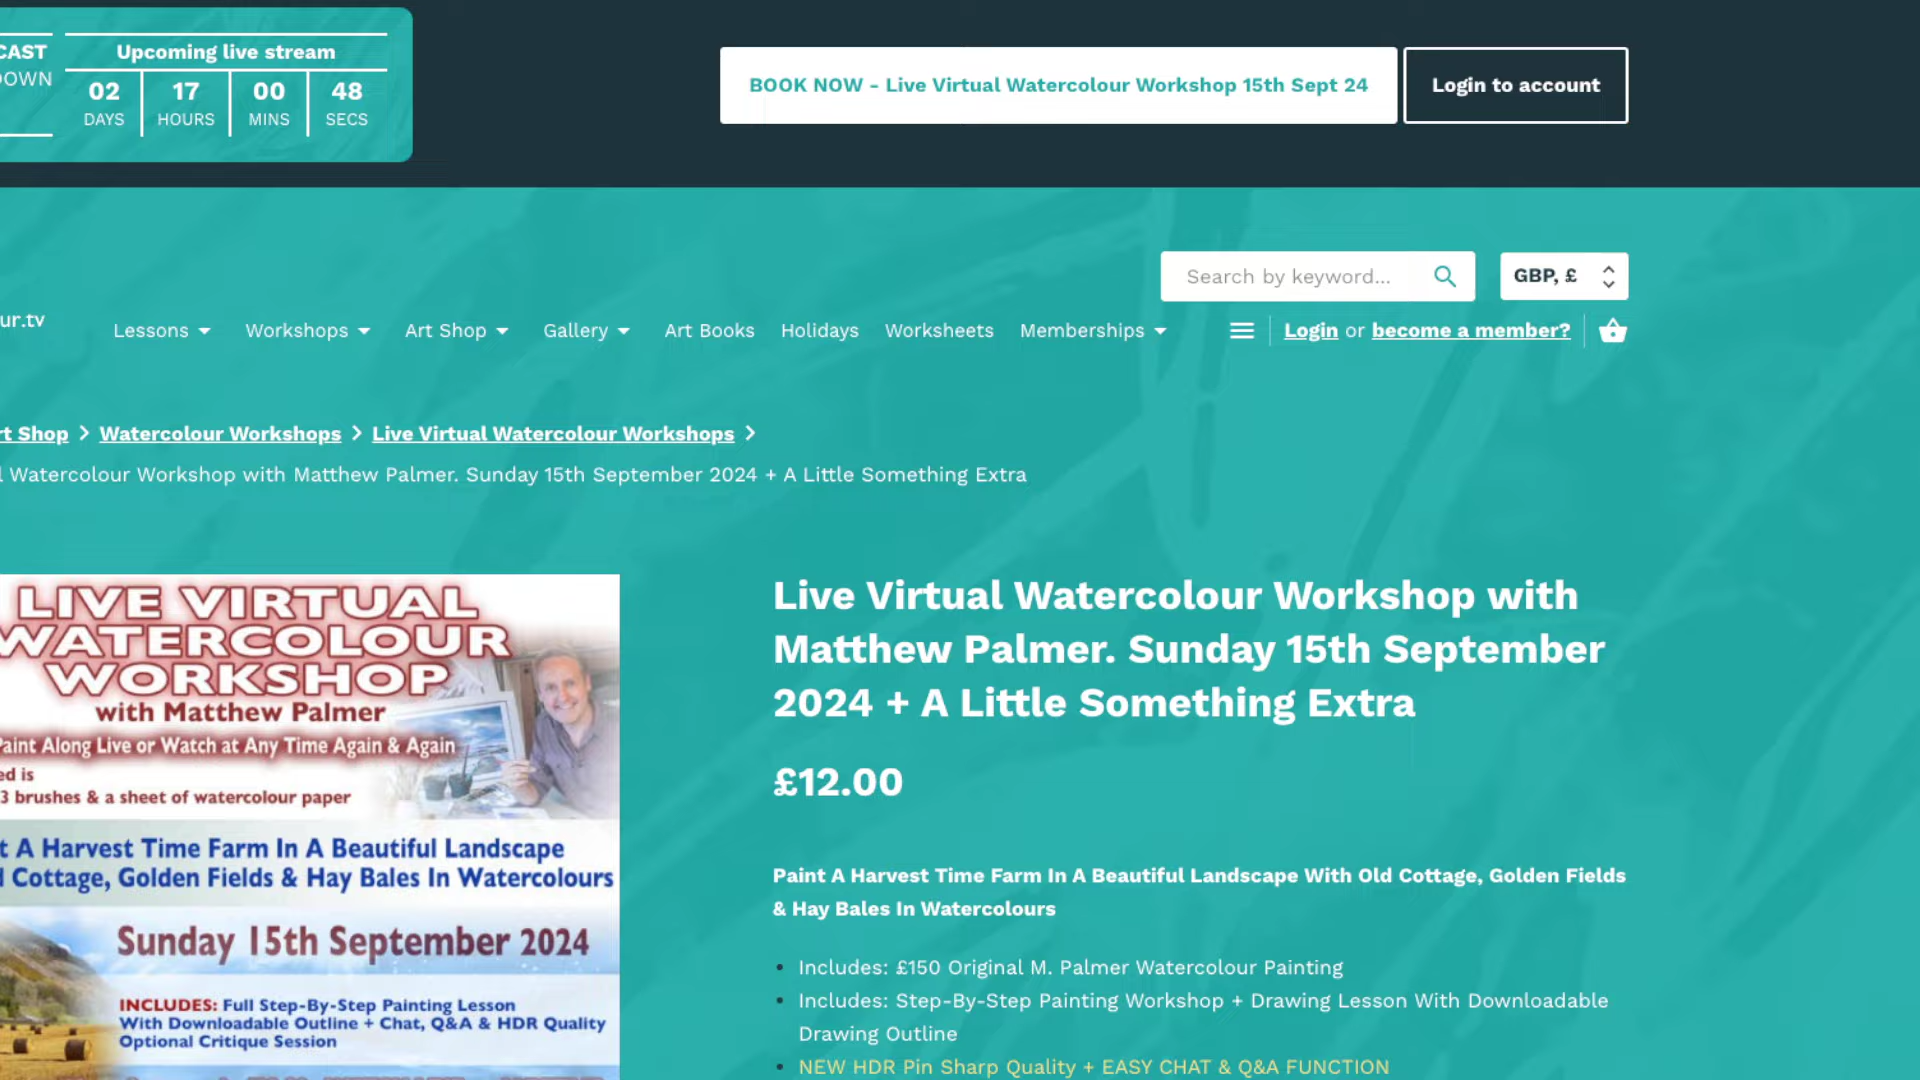 CAST
DOWN
Upcoming live stream
02 17 00 48
DAYS HOURS MINS SECS
BOOK NOW - Live Virtual Watercolour Workshop 15th Sept 24
Login to account
Search by keyword...
GBP, £
ur.tv
Lessons Workshops Art Shop Gallery Art Books Holidays Worksheets Memberships
Login or become a member?
rt Shop Watercolour Workshops Live Virtual Watercolour Workshops
l Watercolour Workshop with Matthew Palmer. Sunday 15th September 2024 + A Little Something Extra
LIVE VIRTUAL
WATERCOLOUR
WORKSHOP
with Matthew Palmer
Paint Along Live or Watch at Any Time Again & Again
ed is
3 brushes & a sheet of watercolour paper
t A Harvest Time Farm In A Beautiful Landscape
d Cottage, Golden Fields & Hay Bales In Watercolours
Sunday 15th September 2024
INCLUDES: Full Step-By-Step Painting Lesson
With Downloadable Outline + Chat, Q&A & HDR Quality
Optional Critique Session
Live Virtual Watercolour Workshop with
Matthew Palmer. Sunday 15th September
2024 + A Little Something Extra
£12.00
Paint A Harvest Time Farm In A Beautiful Landscape With Old Cottage, Golden Fields
& Hay Bales In Watercolours
• Includes: £150 Original M. Palmer Watercolour Painting
• Includes: Step-By-Step Painting Workshop + Drawing Lesson With Downloadable
Drawing Outline
• NEW HDR Pin Sharp Quality + EASY CHAT & Q&A FUNCTION